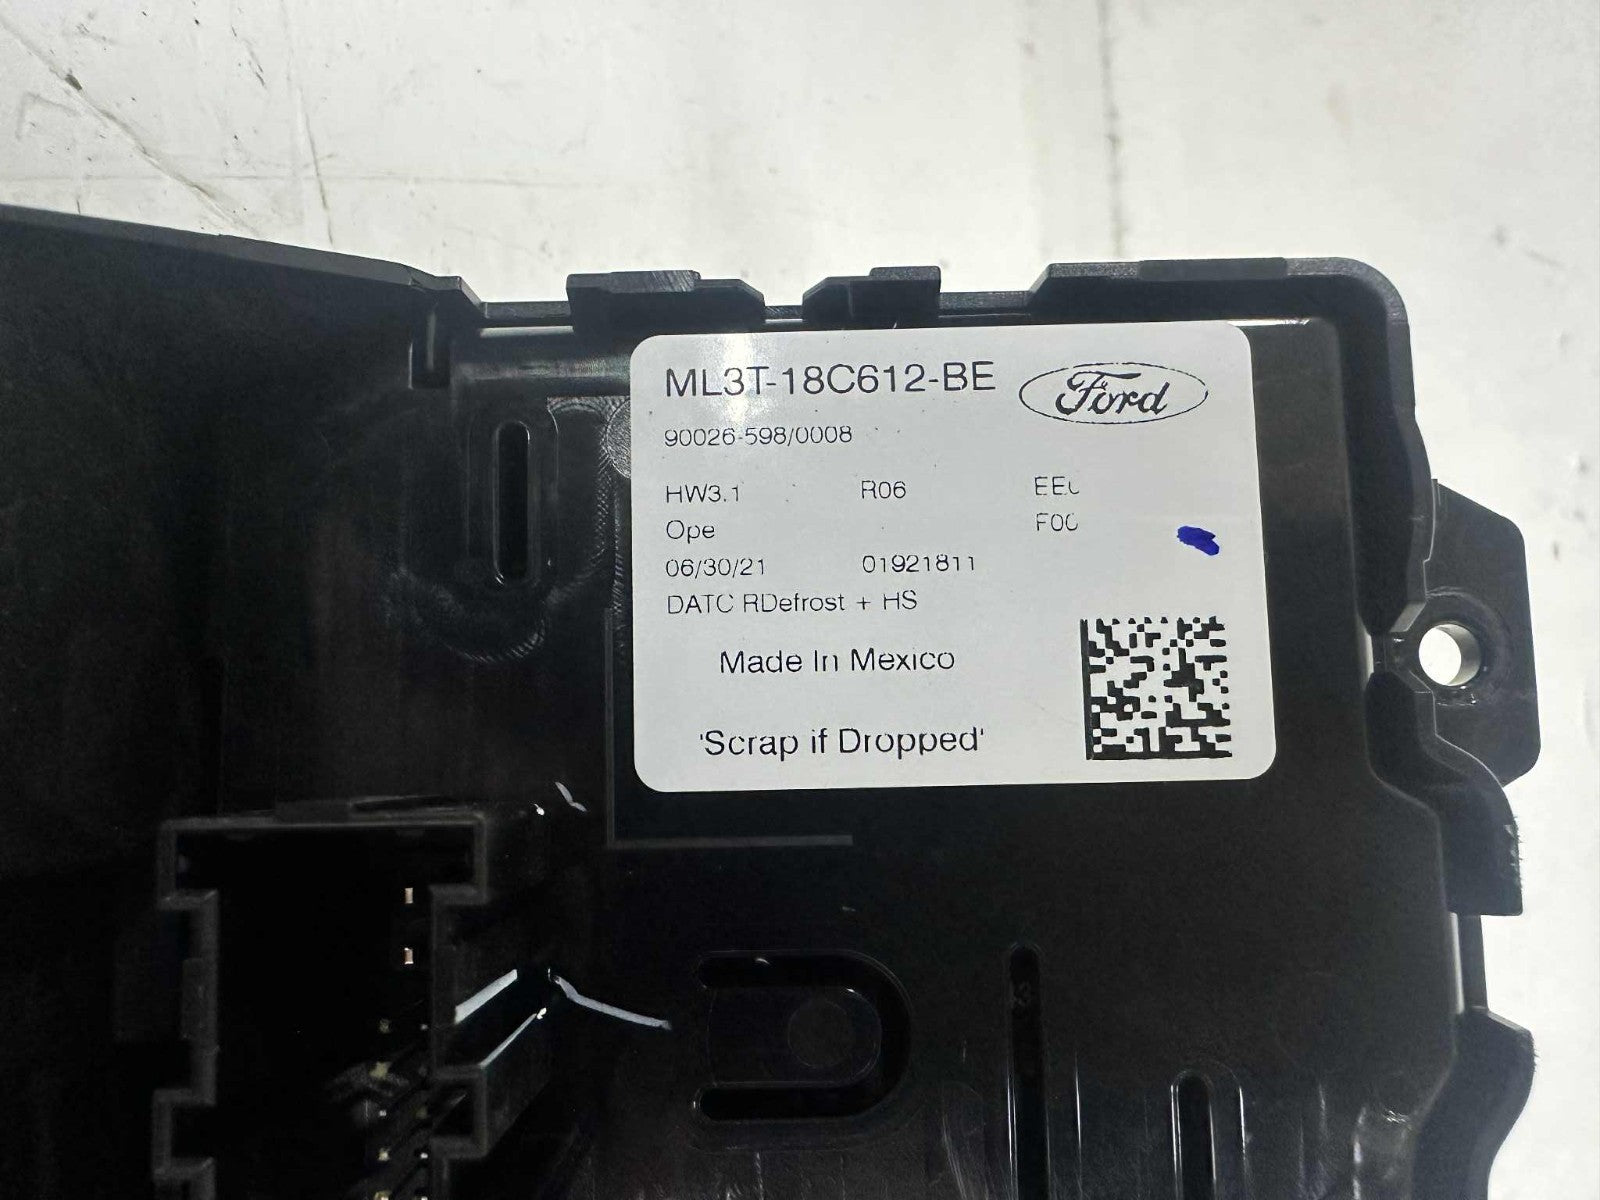 ML3T-18C612-BE
Ford
90026-598/0008
HW3.1 R06
Ope
06/30/21 01921811
DATC RDefrost + HS
Made In Mexico
'Scrap if Dropped'